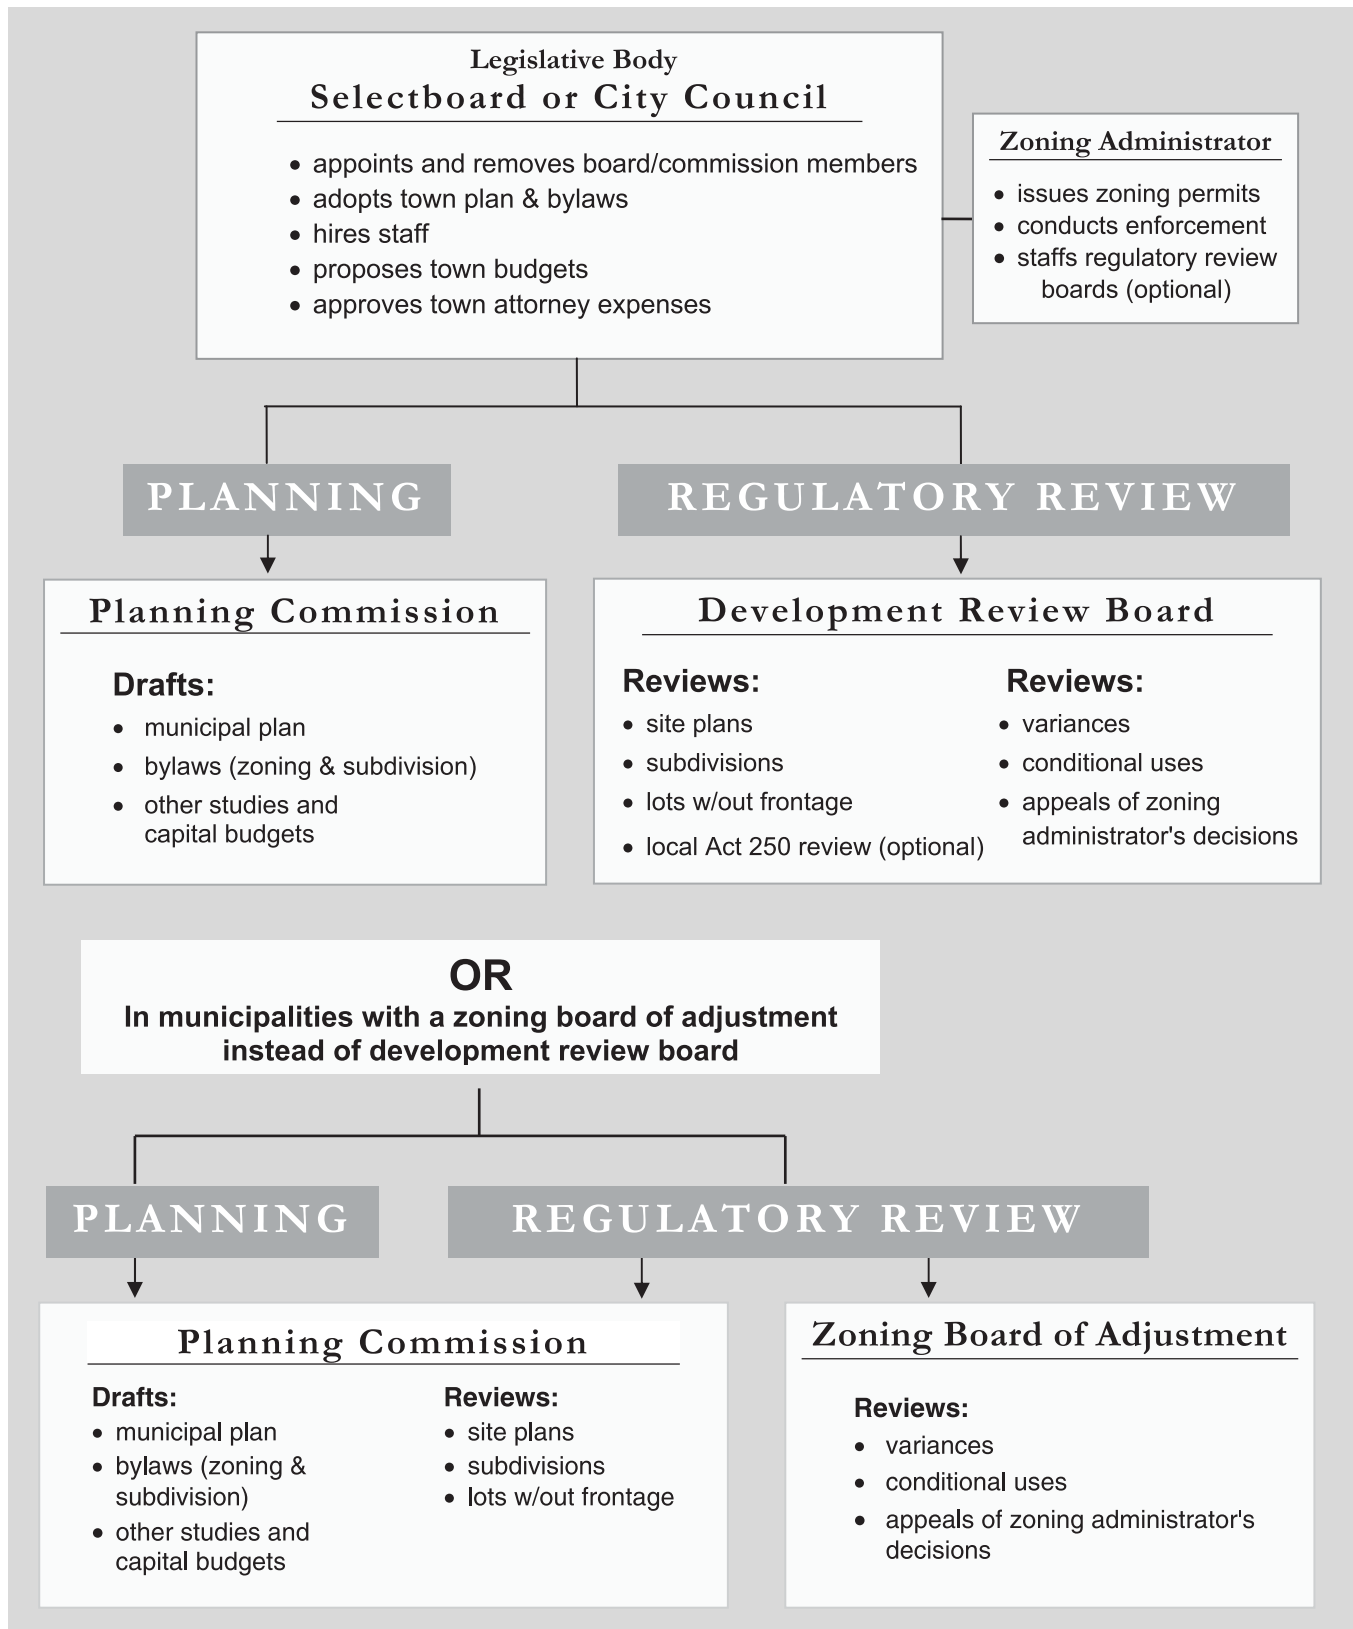 Legislative Body
Selectboard or City Council
• appoints and removes board/commission members
• adopts town plan & bylaws
• hires staff
• proposes town budgets
• approves town attorney expenses
Zoning Administrator
• issues zoning permits
• conducts enforcement
• staffs regulatory review
boards (optional)
PLANNING
REGULATORY REVIEW
Planning Commission
Drafts:
• municipal plan
• bylaws (zoning & subdivision)
• other studies and
capital budgets
Development Review Board
Reviews:
• site plans
• subdivisions
• lots w/out frontage
• local Act 250 review (optional)
Reviews:
• variances
• conditional uses
• appeals of zoning
administrator's decisions
OR
In municipalities with a zoning board of adjustment
instead of development review board
PLANNING
REGULATORY REVIEW
Planning Commission
Drafts:
• municipal plan
• bylaws (zoning &
subdivision)
• other studies and
capital budgets
Reviews:
• site plans
• subdivisions
• lots w/out frontage
Zoning Board of Adjustment
Reviews:
• variances
• conditional uses
• appeals of zoning administrator's
decisions